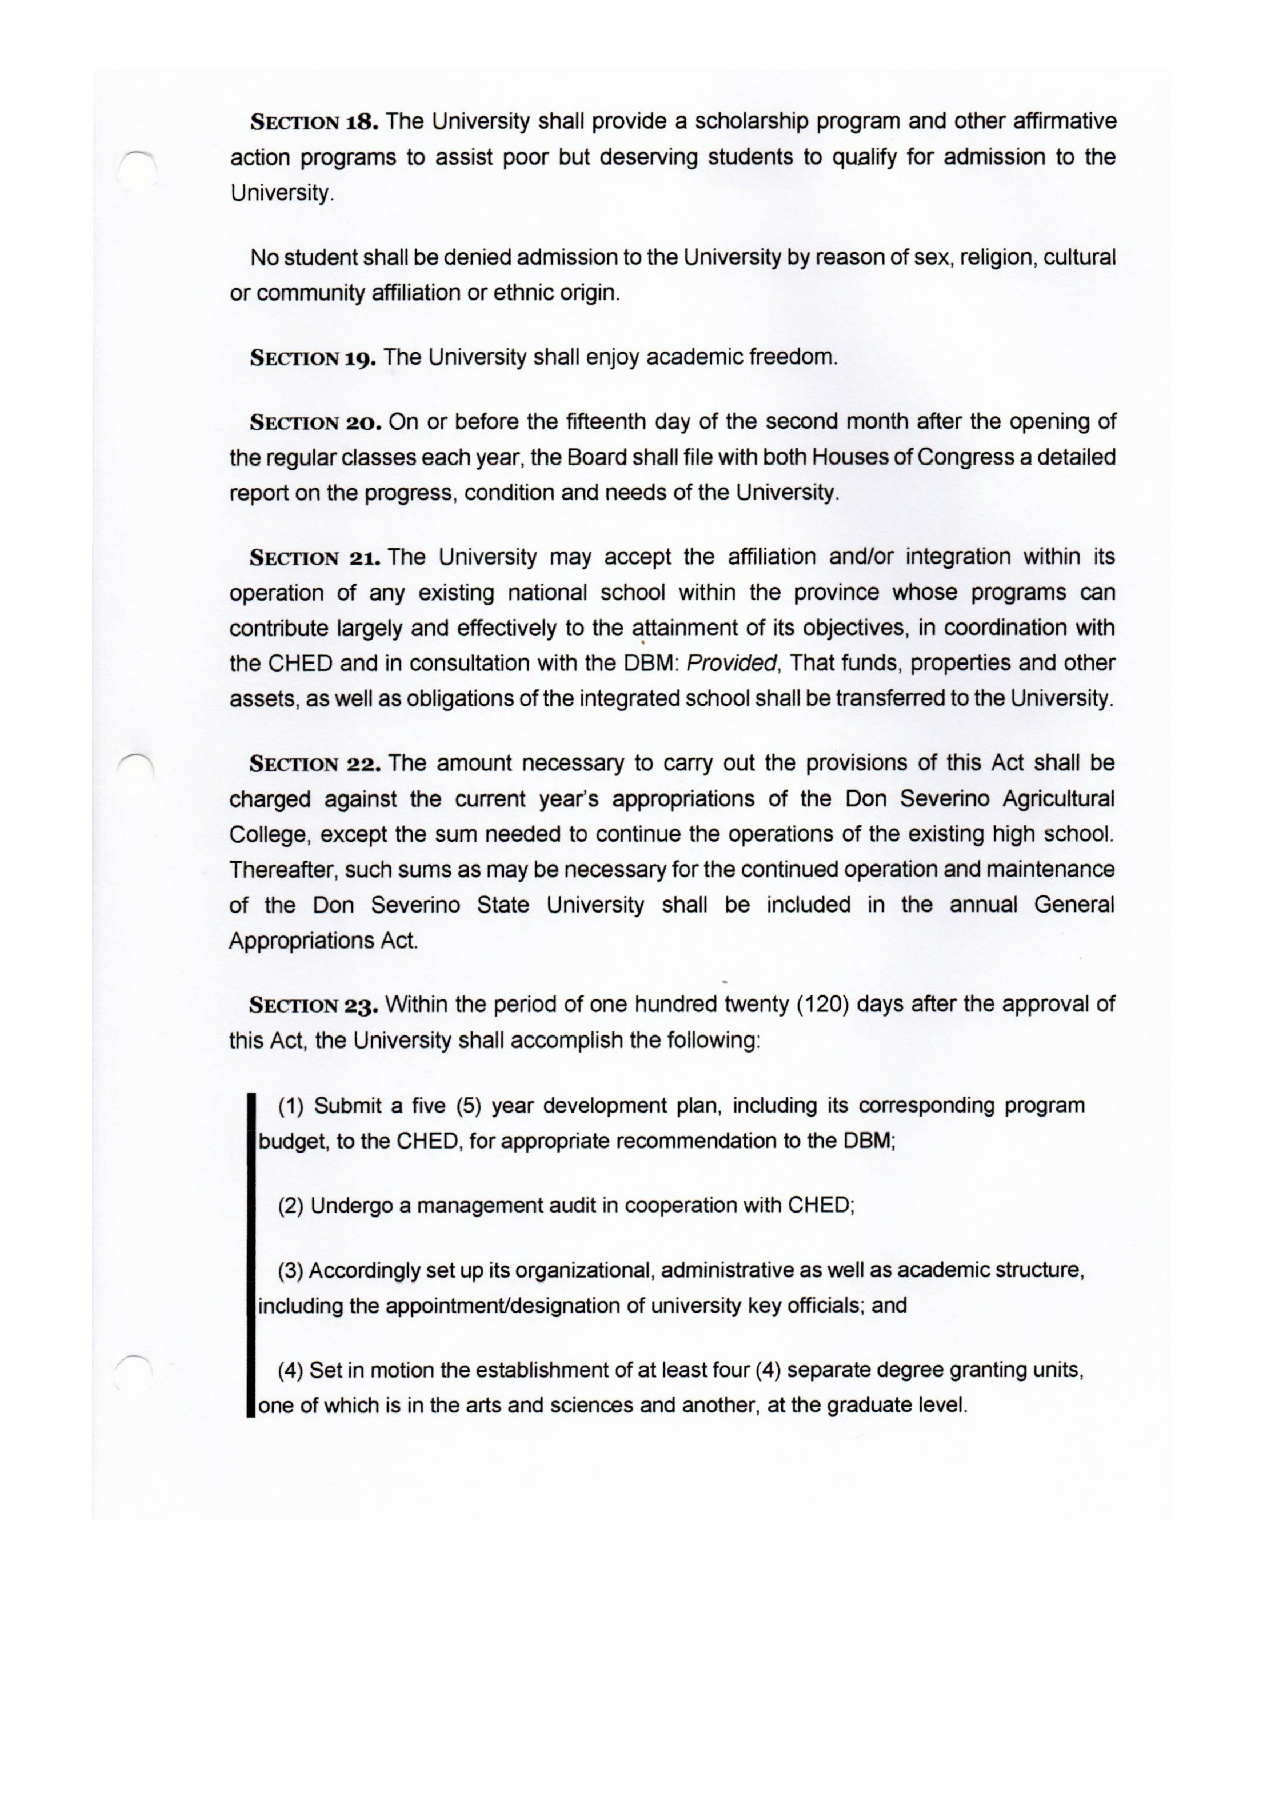 SECTION 18. The University shall provide a scholarship program and other affirmative
action programs to assist poor but deserving students to qualify for admission to the
University.
No student shall be denied admission to the University by reason of sex, religion, cultural
or community affiliation or ethnic origin.
SECTION 19. The University shall enjoy academic freedom.
SECTION 20. On or before the fifteenth day of the second month after the opening of
the regular classes each year, the Board shall file with both Houses of Congress a detailed
report on the progress, condition and needs of the University.
SECTION 21. The University may accept the affiliation and/or integration within its
operation of any existing national school within the province whose programs can
contribute largely and effectively to the attainment of its objectives, in coordination with
the CHED and in consultation with the DBM: Provided, That funds, properties and other
assets, as well as obligations of the integrated school shall be transferred to the University.
SECTION 22. The amount necessary to carry out the provisions of this Act shall be
charged against the current year's appropriations of the Don Severino Agricultural
College, except the sum needed to continue the operations of the existing high school.
Thereafter, such sums as may be necessary for the continued operation and maintenance
of the Don Severino State University shall be included in the annual General
Appropriations Act.
SECTION 23. Within the period of one hundred twenty (120) days after the approval of
this Act, the University shall accomplish the following:
(1) Submit a five (5) year development plan, including its corresponding program
budget, to the CHED, for appropriate recommendation to the DBM;
(2) Undergo a management audit in cooperation with CHED;
(3) Accordingly set up its organizational, administrative as well as academic structure,
including the appointment/designation of university key officials; and
(4) Set in motion the establishment of at least four (4) separate degree granting units,
one of which is in the arts and sciences and another, at the graduate level.